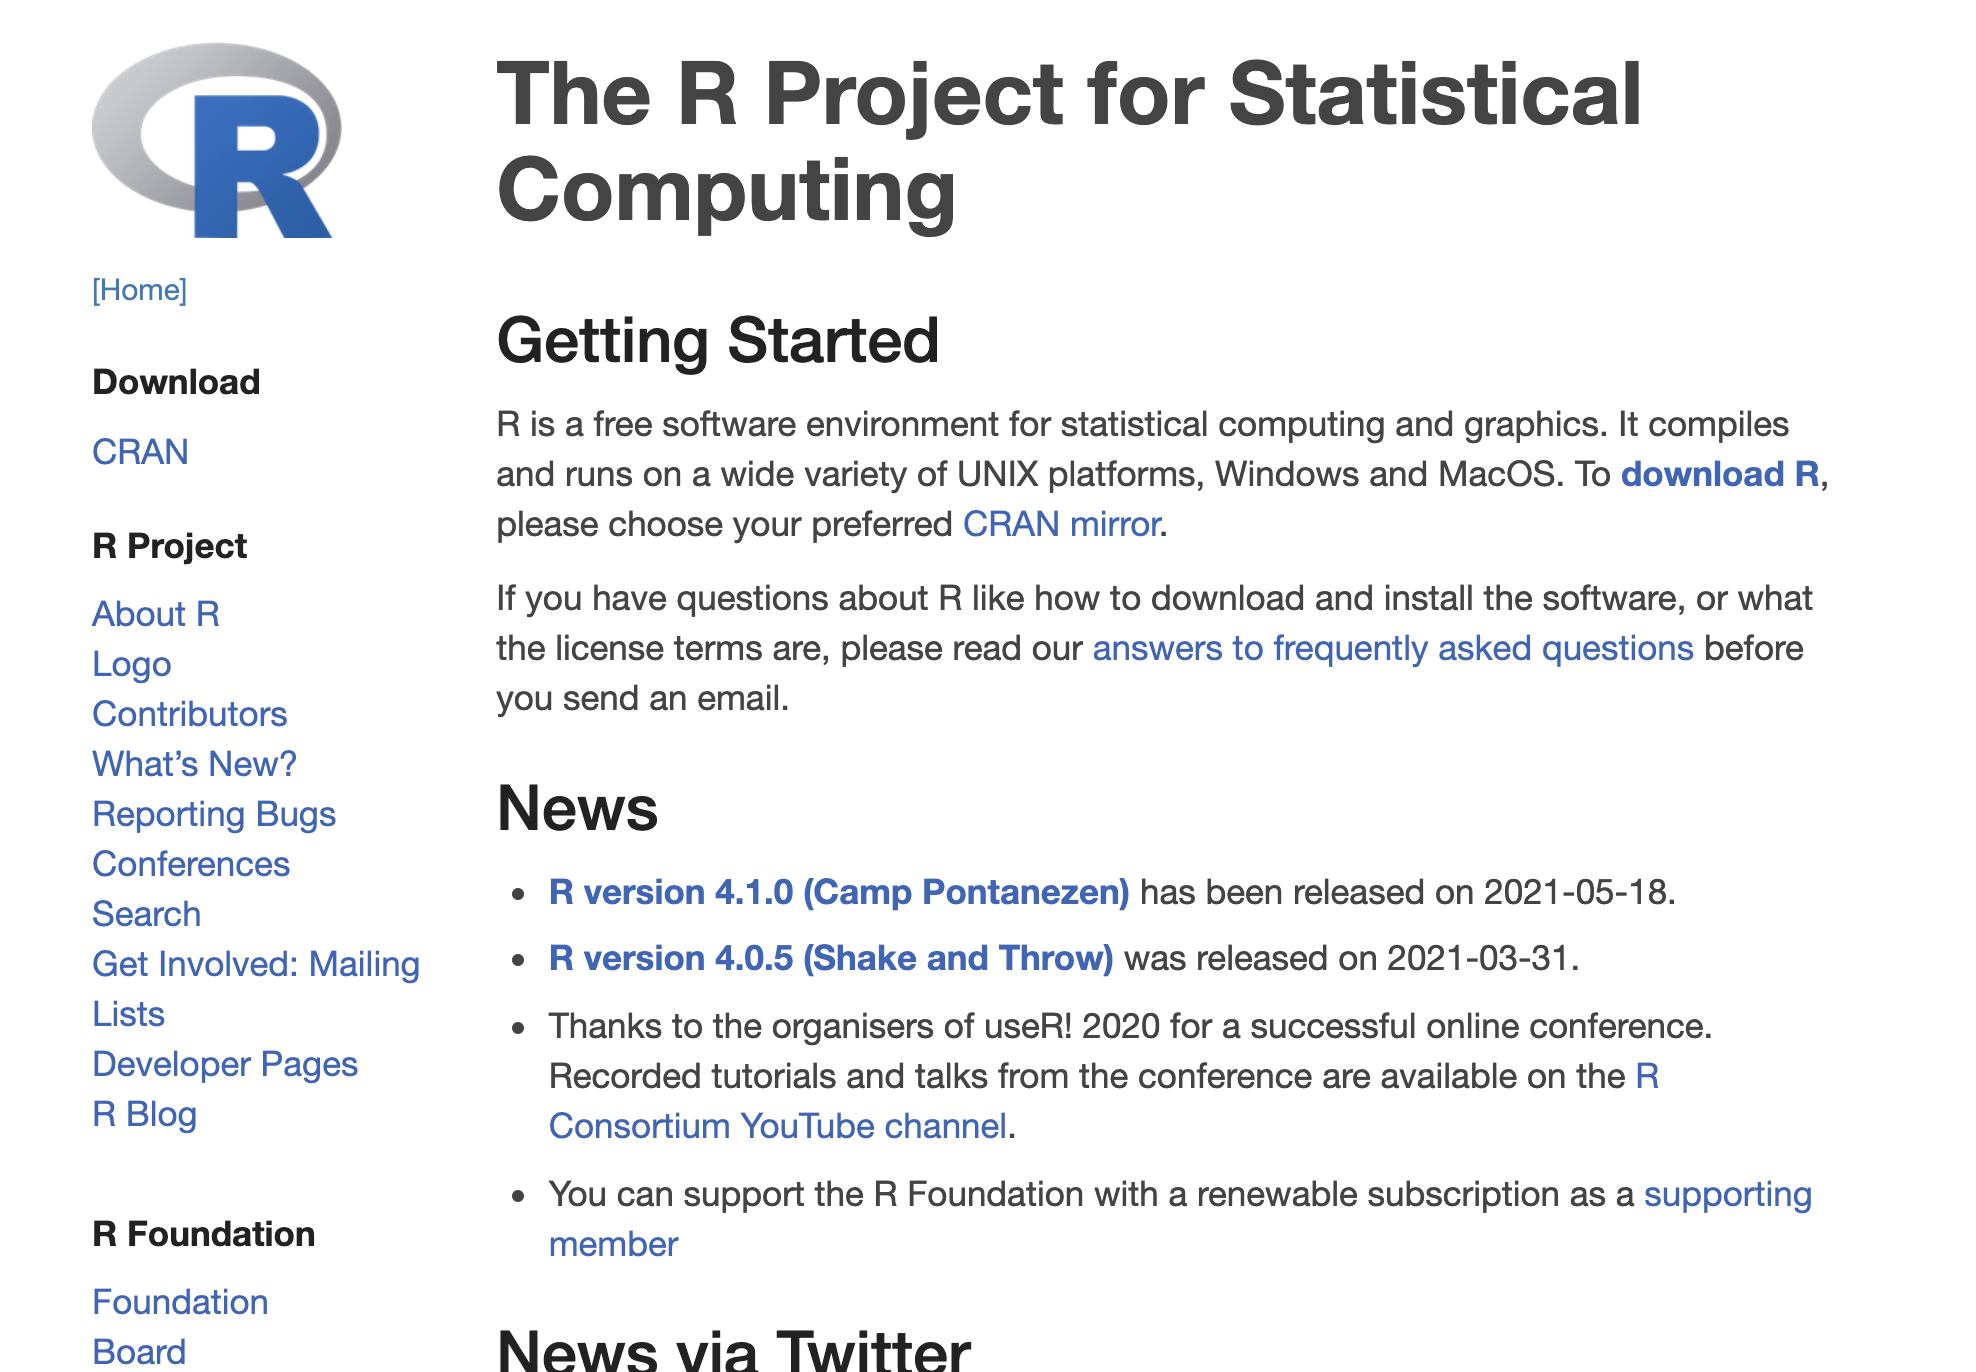 R
[Home]
Download
CRAN
R Project
About R
Logo
Contributors
What’s New?
Reporting Bugs
Conferences
Search
Get Involved: Mailing
Lists
Developer Pages
R Blog
R Foundation
Foundation
Board
The R Project for Statistical
Computing
Getting Started
R is a free software environment for statistical computing and graphics. It compiles
and runs on a wide variety of UNIX platforms, Windows and MacOS. To download R,
please choose your preferred CRAN mirror.
If you have questions about R like how to download and install the software, or what
the license terms are, please read our answers to frequently asked questions before
you send an email.
News
• R version 4.1.0 (Camp Pontanezen) has been released on 2021-05-18.
• R version 4.0.5 (Shake and Throw) was released on 2021-03-31.
• Thanks to the organisers of useR! 2020 for a successful online conference.
Recorded tutorials and talks from the conference are available on the R
Consortium YouTube channel.
• You can support the R Foundation with a renewable subscription as a supporting
member
News via Twitter